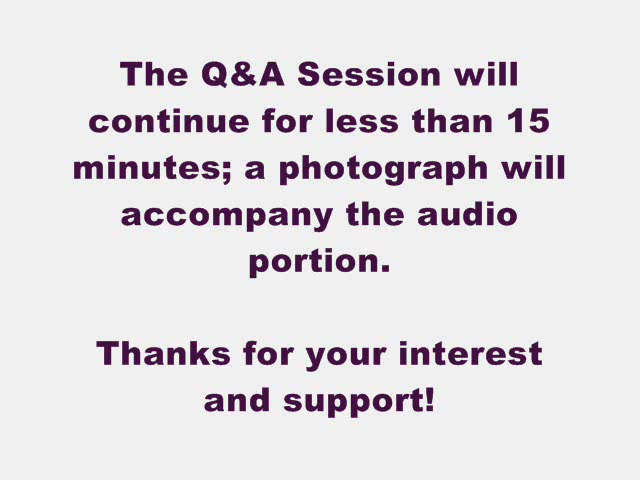 The Q&A Session will
continue for less than 15
minutes; a photograph will
accompany the audio
portion.
Thanks for your interest
and support!